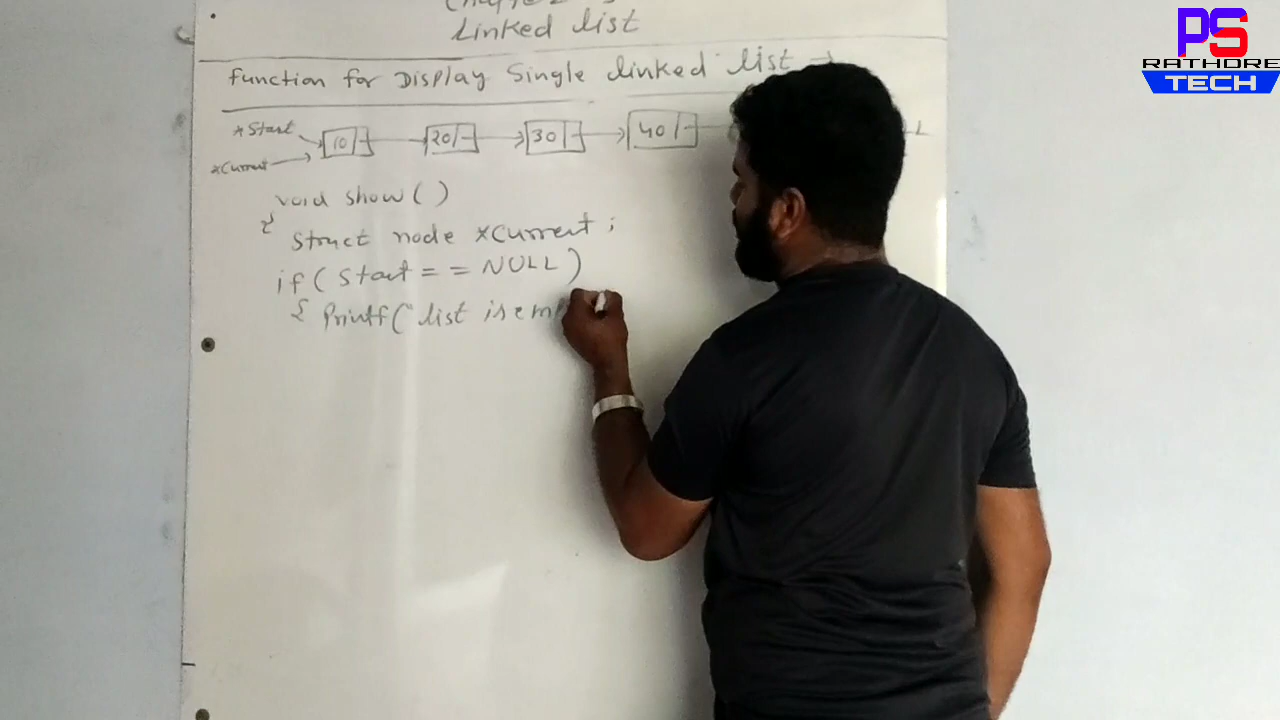 Linked list
function for Display Single linked list →
*Start
10 20 30 40
*Current
void show ( )
{
Struct node *Current ;
if ( Start = = NULL )
{ Printf (" list is em
PS
RATHORE
TECH